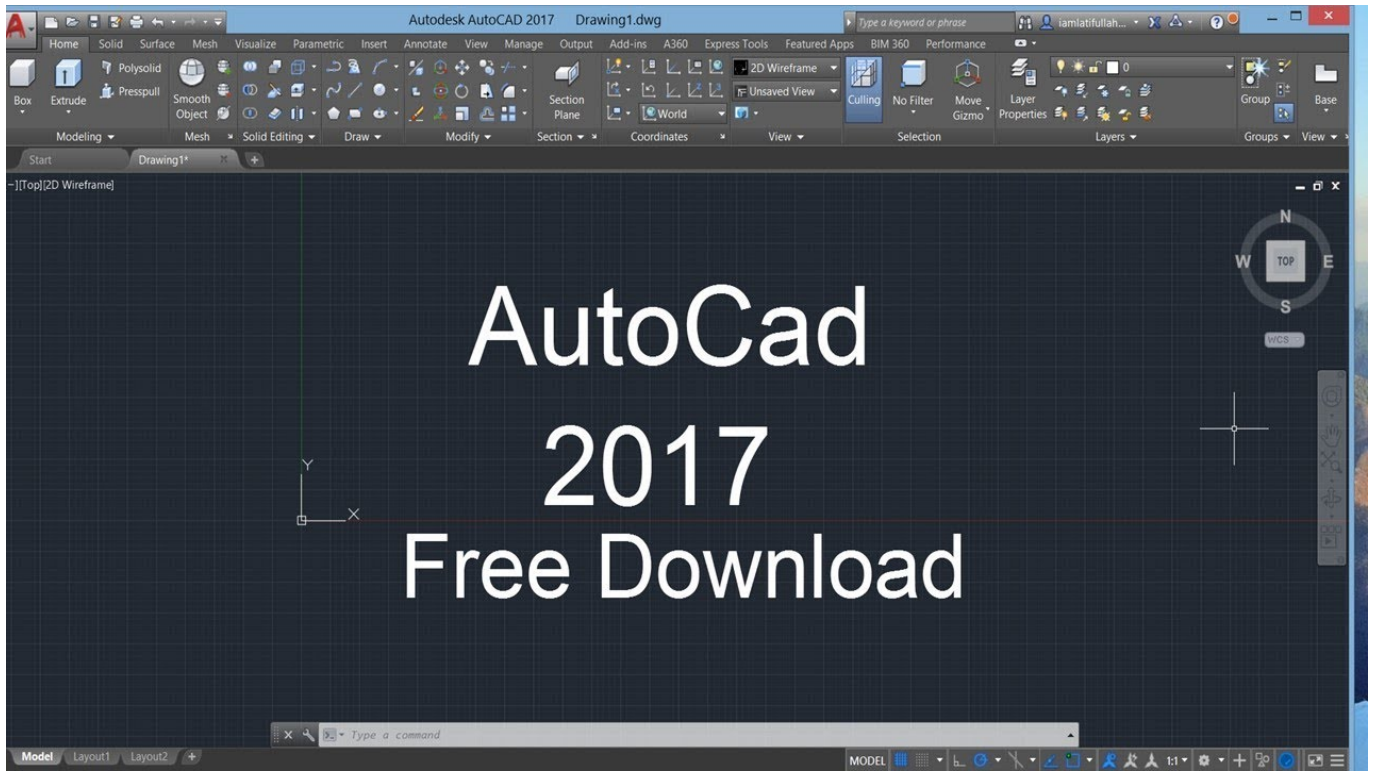 Autodesk AutoCAD 2017 Drawing1.dwg
Type a keyword or phrase
iamlatifullah...
Home Solid Surface Mesh Visualize Parametric Insert Annotate View Manage Output Add-ins A360 Express Tools Featured Apps BIM 360 Performance
Polysolid
Presspull
Box
Extrude
Smooth
Object
Section
Plane
World
2D Wireframe
Unsaved View
Culling
No Filter
Move
Gizmo
Layer
Properties
0
Group
Base
Modeling Mesh Solid Editing Draw Modify Section Coordinates View Selection Layers Groups View
Start Drawing1*
-][Top][2D Wireframe]
N
W TOP E
S
WCS
AutoCad
2017
Free Download
Y
X
Type a command
Model Layout1 Layout2
MODEL
1:1